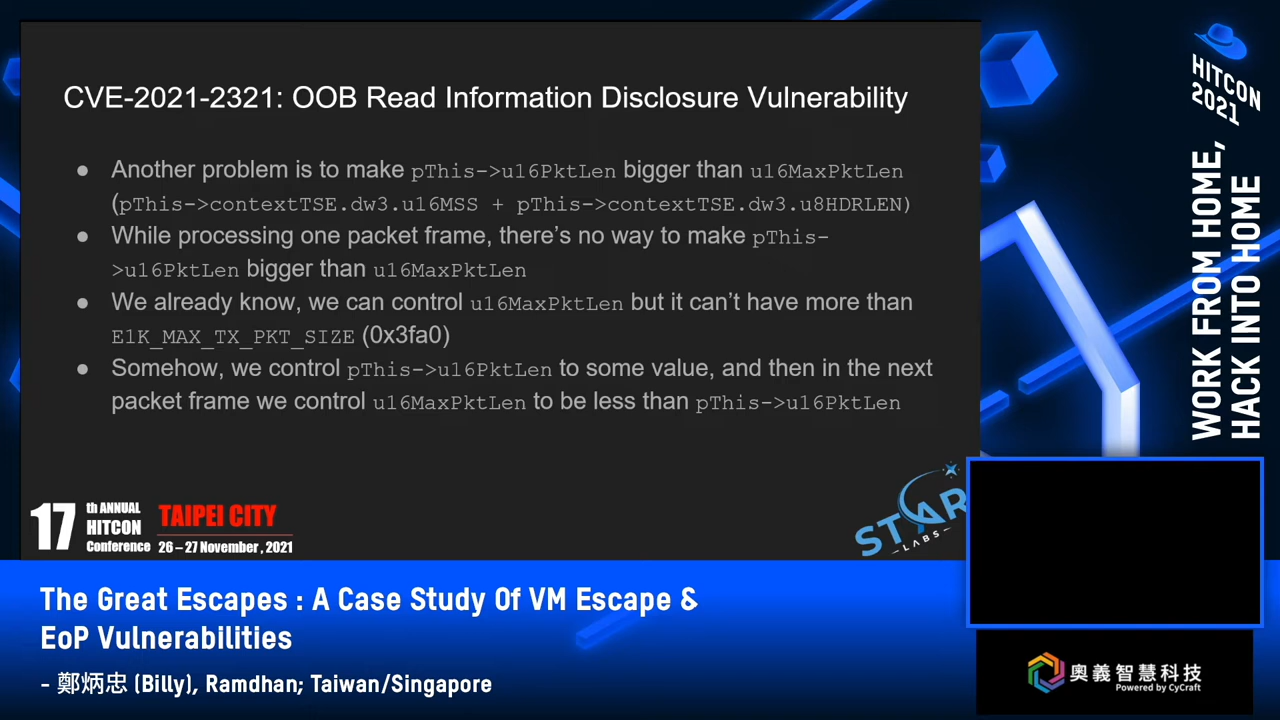 CVE-2021-2321: OOB Read Information Disclosure Vulnerability
● Another problem is to make pThis->u16PktLen bigger than u16MaxPktLen
(pThis->contextTSE.dw3.u16MSS + pThis->contextTSE.dw3.u8HDRLEN)
● While processing one packet frame, there's no way to make pThis-
>u16PktLen bigger than u16MaxPktLen
● We already know, we can control u16MaxPktLen but it can't have more than
E1K_MAX_TX_PKT_SIZE (0x3fa0)
● Somehow, we control pThis->u16PktLen to some value, and then in the next
packet frame we control u16MaxPktLen to be less than pThis->u16PktLen
17
th ANNUAL
HITCON
Conference
TAIPEI CITY
26 – 27 November , 2021
STAR
LABS
HITCON
2021
WORK FROM HOME,
HACK INTO HOME
The Great Escapes : A Case Study Of VM Escape &
EoP Vulnerabilities
- 鄭炳忠 (Billy), Ramdhan; Taiwan/Singapore
奧義智慧科技
Powered by CyCraft